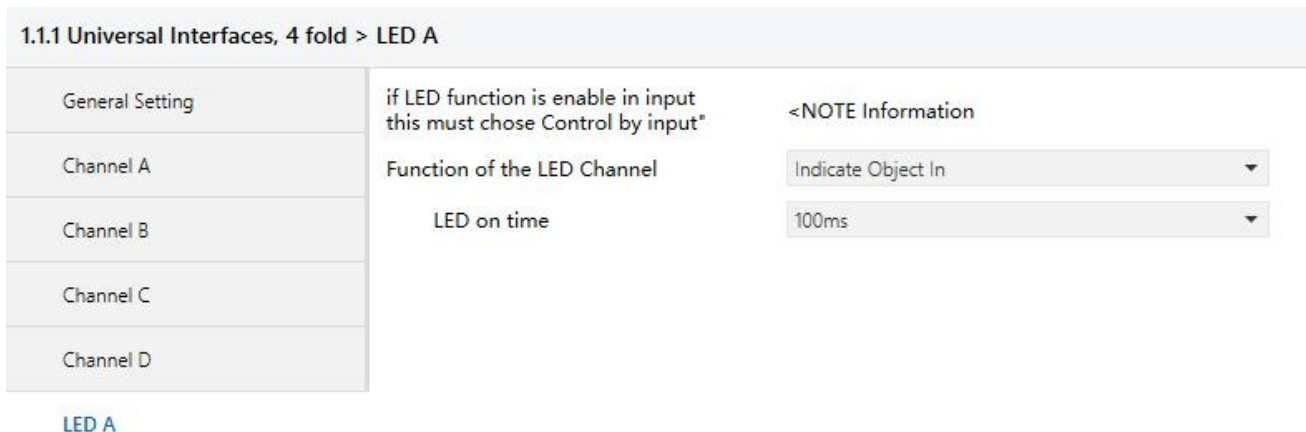 1.1.1 Universal Interfaces, 4 fold > LED A
General Setting
Channel A
Channel B
Channel C
Channel D
LED A
if LED function is enable in input
this must chose Control by input"
<NOTE Information
Function of the LED Channel
Indicate Object In
LED on time
100ms